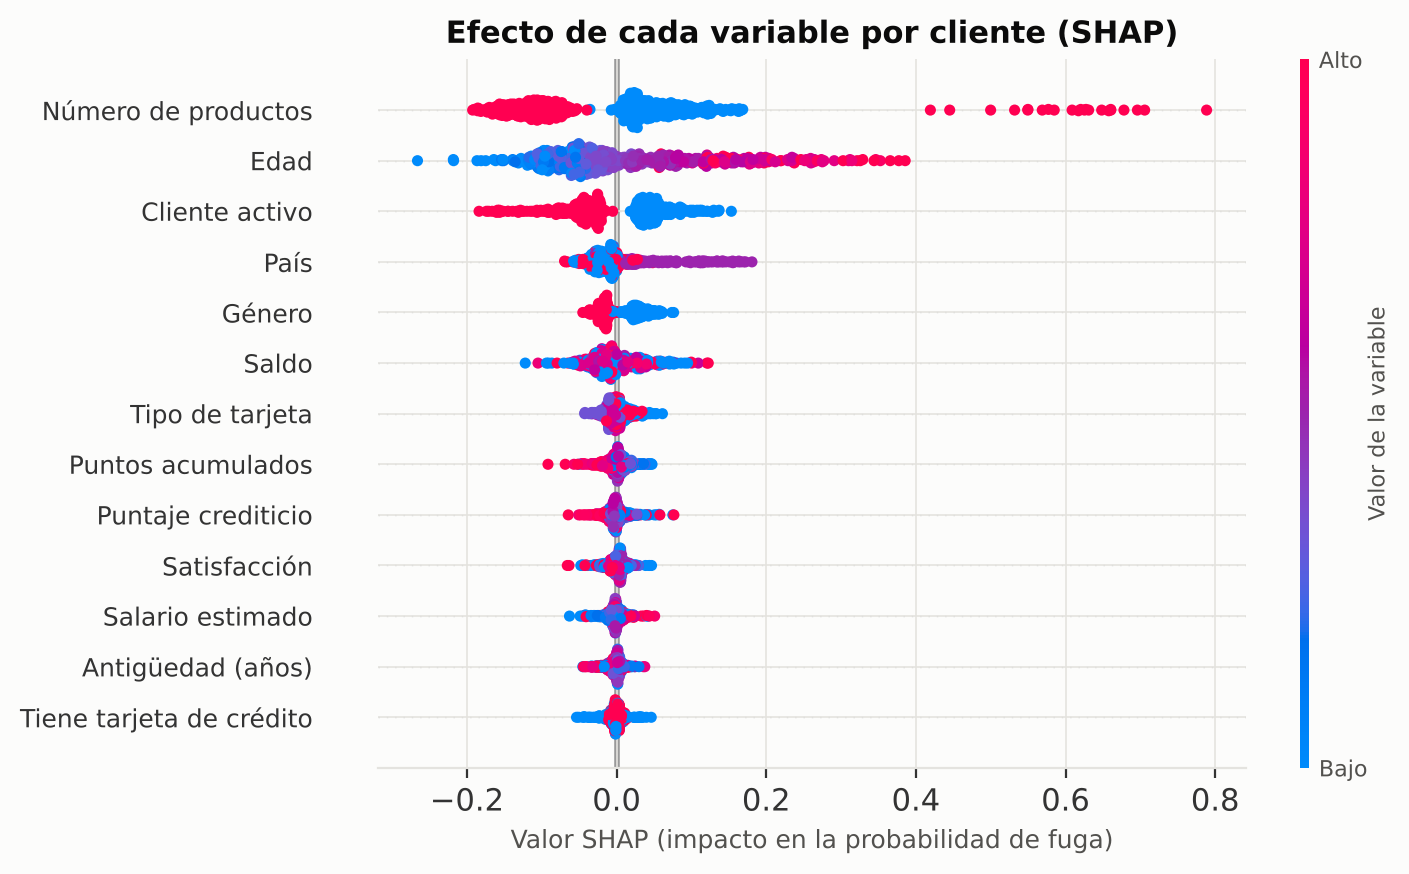 Efecto de cada variable por cliente (SHAP)
Alto
Número de productos
Edad
Cliente activo
País
Género
Saldo
Tipo de tarjeta
Puntos acumulados
Puntaje crediticio
Satisfacción
Salario estimado
Antigüedad (años)
Tiene tarjeta de crédito
Valor de la variable
Bajo
−0.2 0.0 0.2 0.4 0.6 0.8
Valor SHAP (impacto en la probabilidad de fuga)